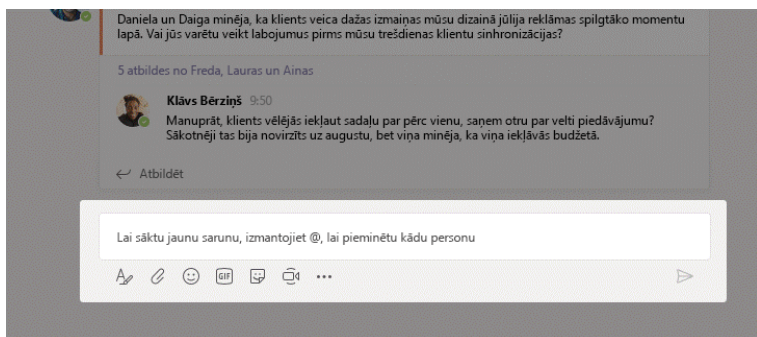 Daniela un Daiga minēja, ka klients veica dažas izmaiņas mūsu dizainā jūlija reklāmas spilgtāko momentu
lapā. Vai jūs varētu veikt labojumus pirms mūsu trešdienas klientu sinhronizācijas?
5 atbildes no Freda, Lauras un Ainas
Klāvs Bērziņš 9:50
Manuprāt, klients vēlējās iekļaut sadaļu par pērc vienu, saņem otru par velti piedāvājumu?
Sākotnēji tas bija novirzīts uz augustu, bet viņa minēja, ka viņa iekļāvās budžetā.
Atbildēt
Lai sāktu jaunu sarunu, izmantojiet @, lai pieminētu kādu personu
GIF